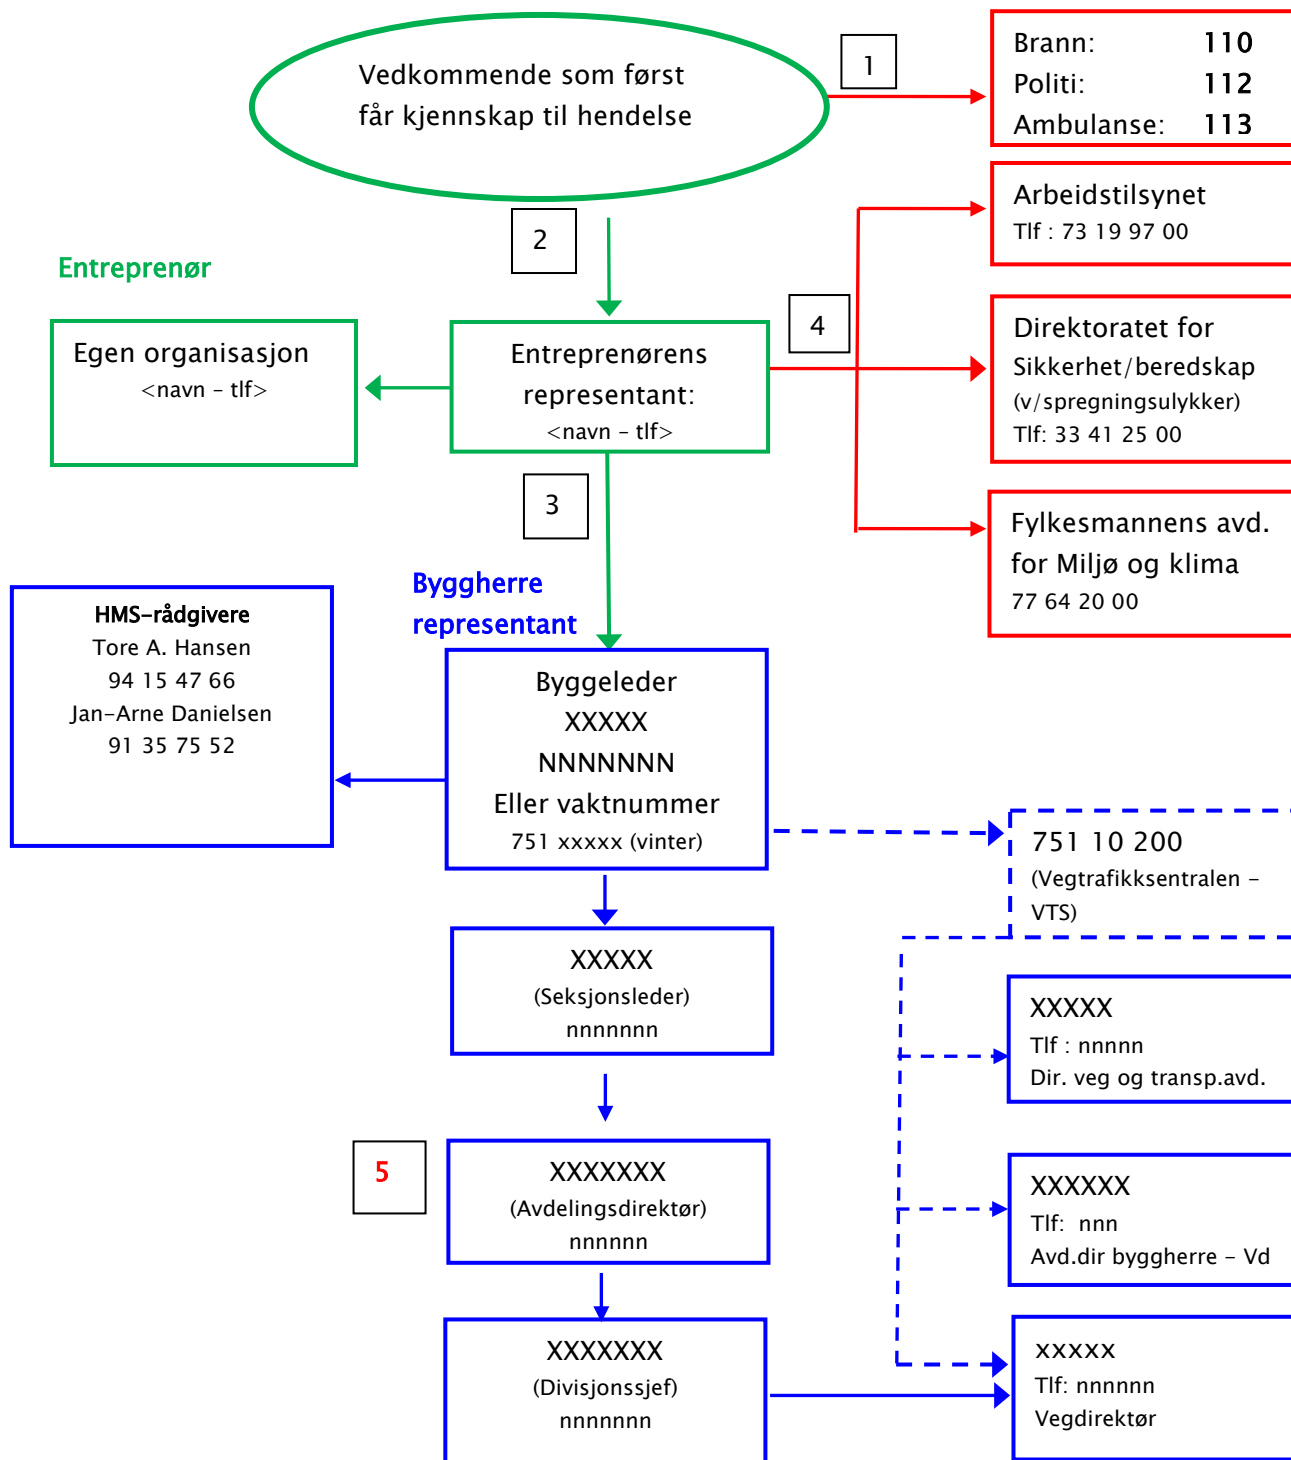 Vedkommende som først
får kjennskap til hendelse
1
Brann: 110
Politi: 112
Ambulanse: 113
2
Arbeidstilsynet
Tlf : 73 19 97 00
Entreprenør
Egen organisasjon
<navn – tlf>
Entreprenørens
representant:
<navn – tlf>
4
Direktoratet for
Sikkerhet/beredskap
(v/spregningsulykker)
Tlf: 33 41 25 00
3
Fylkesmannens avd.
for Miljø og klima
77 64 20 00
HMS-rådgivere
Tore A. Hansen
94 15 47 66
Jan-Arne Danielsen
91 35 75 52
Byggherre
representant
Byggeleder
XXXXX
NNNNNNN
Eller vaktnummer
751 xxxxx (vinter)
751 10 200
(Vegtrafikksentralen –
VTS)
XXXXX
(Seksjonsleder)
nnnnnnn
XXXXX
Tlf : nnnnn
Dir. veg og transp.avd.
5
XXXXXXX
(Avdelingsdirektør)
nnnnnn
XXXXXX
Tlf: nnn
Avd.dir byggherre – Vd
XXXXXXX
(Divisjonssjef)
nnnnnnn
xxxxx
Tlf: nnnnnn
Vegdirektør